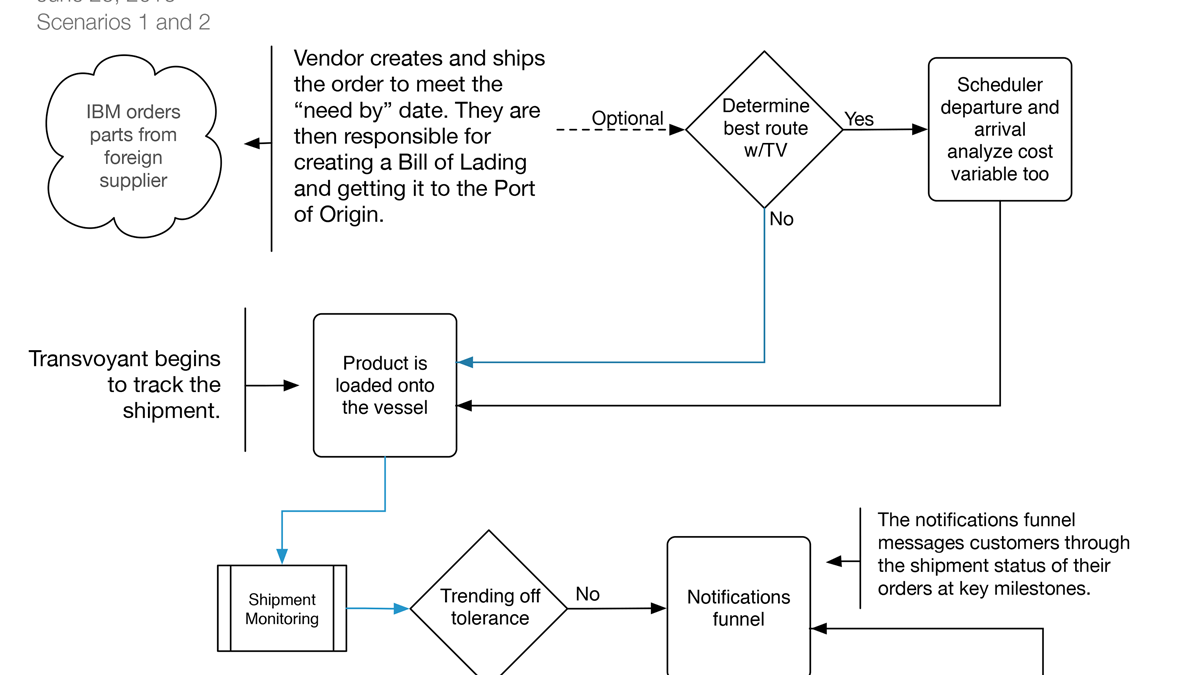 Scenarios 1 and 2
IBM orders
parts from
foreign
supplier
Vendor creates and ships
the order to meet the
“need by” date. They are
then responsible for
creating a Bill of Lading
and getting it to the Port
of Origin.
Optional
Determine
best route
w/TV
Yes
No
Scheduler
departure and
arrival
analyze cost
variable too
Transvoyant begins
to track the
shipment.
Product is
loaded onto
the vessel
Shipment
Monitoring
Trending off
tolerance
No
Notifications
funnel
The notifications funnel
messages customers through
the shipment status of their
orders at key milestones.